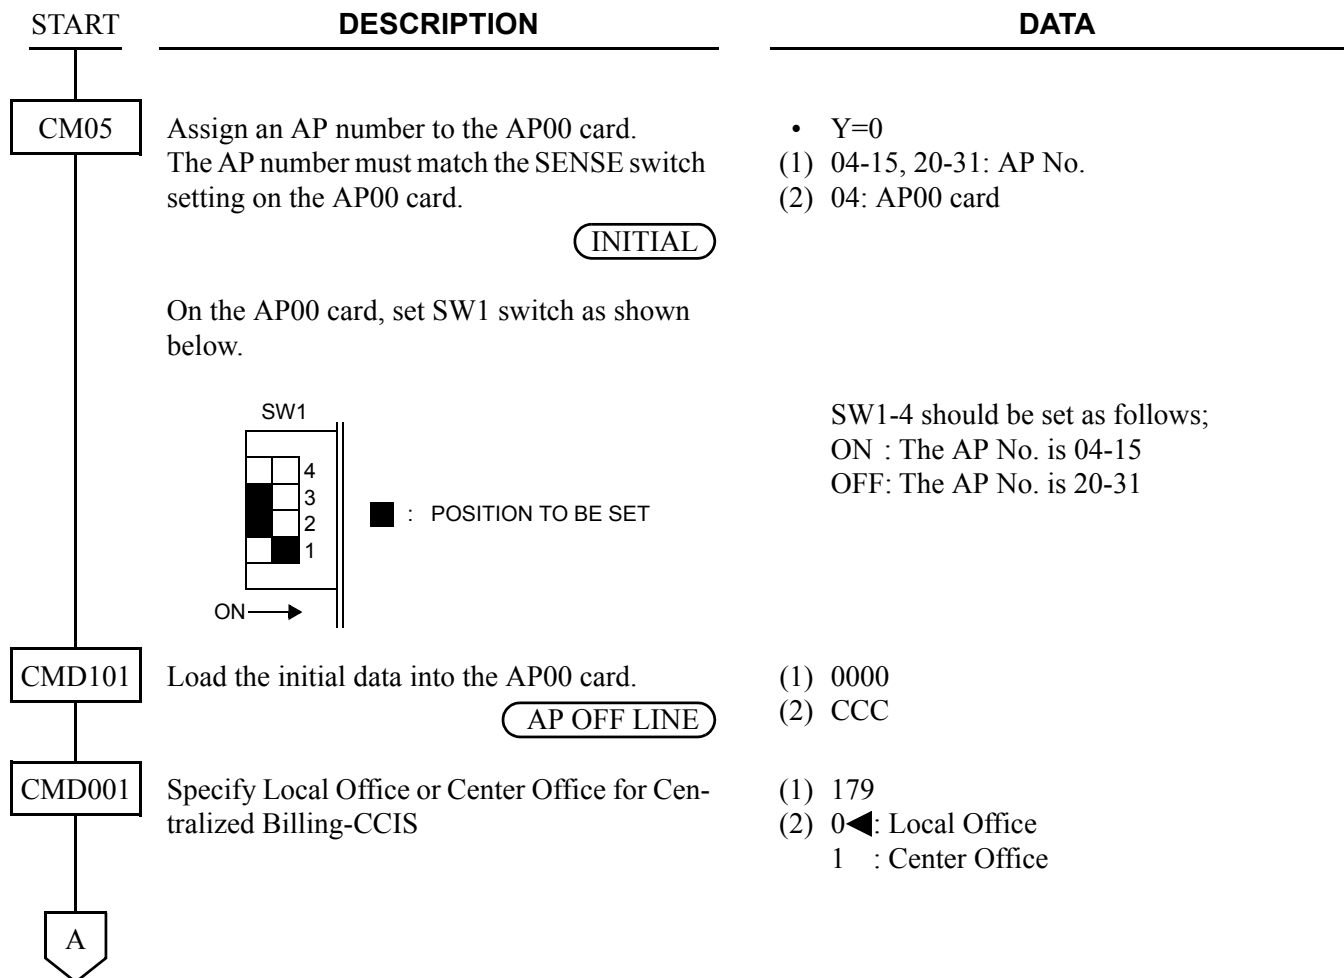 START
DESCRIPTION
DATA
CM05
Assign an AP number to the AP00 card.
The AP number must match the SENSE switch
setting on the AP00 card.
INITIAL
• Y=0
(1) 04-15, 20-31: AP No.
(2) 04: AP00 card
On the AP00 card, set SW1 switch as shown
below.
SW1
4
3
2
1
ON
: POSITION TO BE SET
SW1-4 should be set as follows;
ON : The AP No. is 04-15
OFF: The AP No. is 20-31
CMD101
Load the initial data into the AP00 card.
AP OFF LINE
(1) 0000
(2) CCC
CMD001
Specify Local Office or Center Office for Cen-
tralized Billing-CCIS
(1) 179
(2) 0◀: Local Office
1 : Center Office
A